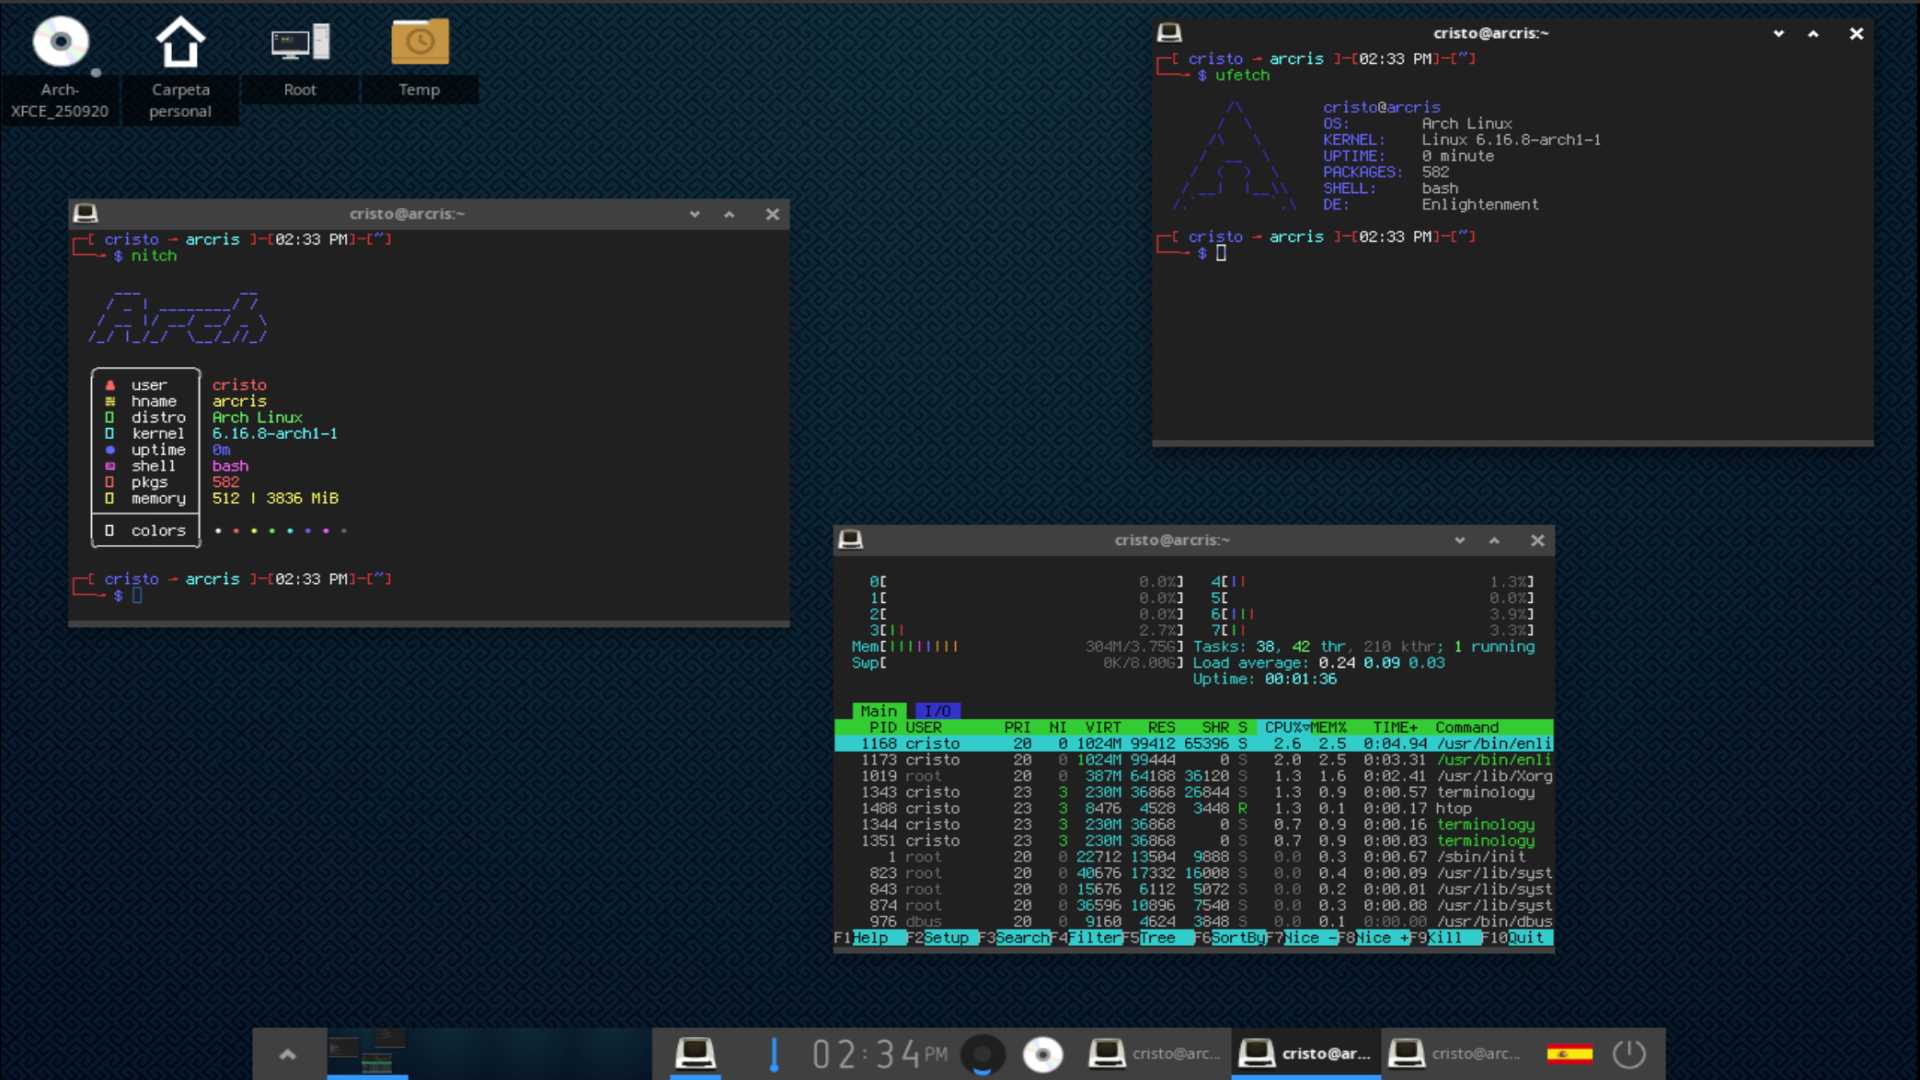 Arch-
XFCE_250920
Carpeta
personal
Root
Temp
cristo@arcris:~
[ cristo → arcris ]-[02:33 PM]-[~]
$ ufetch
cristo@arcris
OS: Arch Linux
KERNEL: Linux 6.16.8-arch1-1
UPTIME: 0 minute
PACKAGES: 582
SHELL: bash
DE: Enlightenment
[ cristo → arcris ]-[02:33 PM]-[~]
$
cristo@arcris:~
[ cristo → arcris ]-[02:33 PM]-[~]
$ nitch
Arch
user cristo
hname arcris
distro Arch Linux
kernel 6.16.8-arch1-1
uptime 0m
shell bash
pkgs 582
memory 512 | 3836 MiB
colors
[ cristo → arcris ]-[02:33 PM]-[~]
$
cristo@arcris:~
0[ 0.0%] 4[|| 1.3%]
1[ 0.0%] 5[ 0.0%]
2[ 0.0%] 6[||| 3.9%]
3[|| 2.7%] 7[|| 3.3%]
Mem[|||||||| 304M/3.75G] Tasks: 38, 42 thr, 210 kthr; 1 running
Swp[ 0K/8.00G] Load average: 0.24 0.09 0.03
Uptime: 00:01:36
Main I/O
PID USER PRI NI VIRT RES SHR S CPU%▽MEM% TIME+ Command
1168 cristo 20 0 1024M 99412 65396 S 2.6 2.5 0:04.94 /usr/bin/enli
1173 cristo 20 0 1024M 99444 0 S 2.0 2.5 0:03.31 /usr/bin/enli
1019 root 20 0 387M 64188 36120 S 1.3 1.6 0:02.41 /usr/lib/Xorg
1343 cristo 23 3 230M 36868 26844 S 1.3 0.9 0:00.57 terminology
1488 cristo 23 3 8476 4528 3448 R 1.3 0.1 0:00.17 htop
1344 cristo 23 3 230M 36868 0 S 0.7 0.9 0:00.16 terminology
1351 cristo 23 3 230M 36868 0 S 0.7 0.9 0:00.03 terminology
1 root 20 0 22712 13504 9888 S 0.0 0.3 0:00.67 /sbin/init
823 root 20 0 40676 17332 16008 S 0.0 0.4 0:00.09 /usr/lib/syst
843 root 20 0 15676 6112 5072 S 0.0 0.2 0:00.01 /usr/lib/syst
874 root 20 0 36596 10896 7540 S 0.0 0.3 0:00.08 /usr/lib/syst
976 dbus 20 0 9160 4624 3848 S 0.0 0.1 0:00.00 /usr/bin/dbus
F1Help F2Setup F3SearchF4FilterF5Tree F6SortByF7Nice -F8Nice +F9Kill F10Quit
02:34 PM
cristo@arc...
cristo@ar...
cristo@arc...